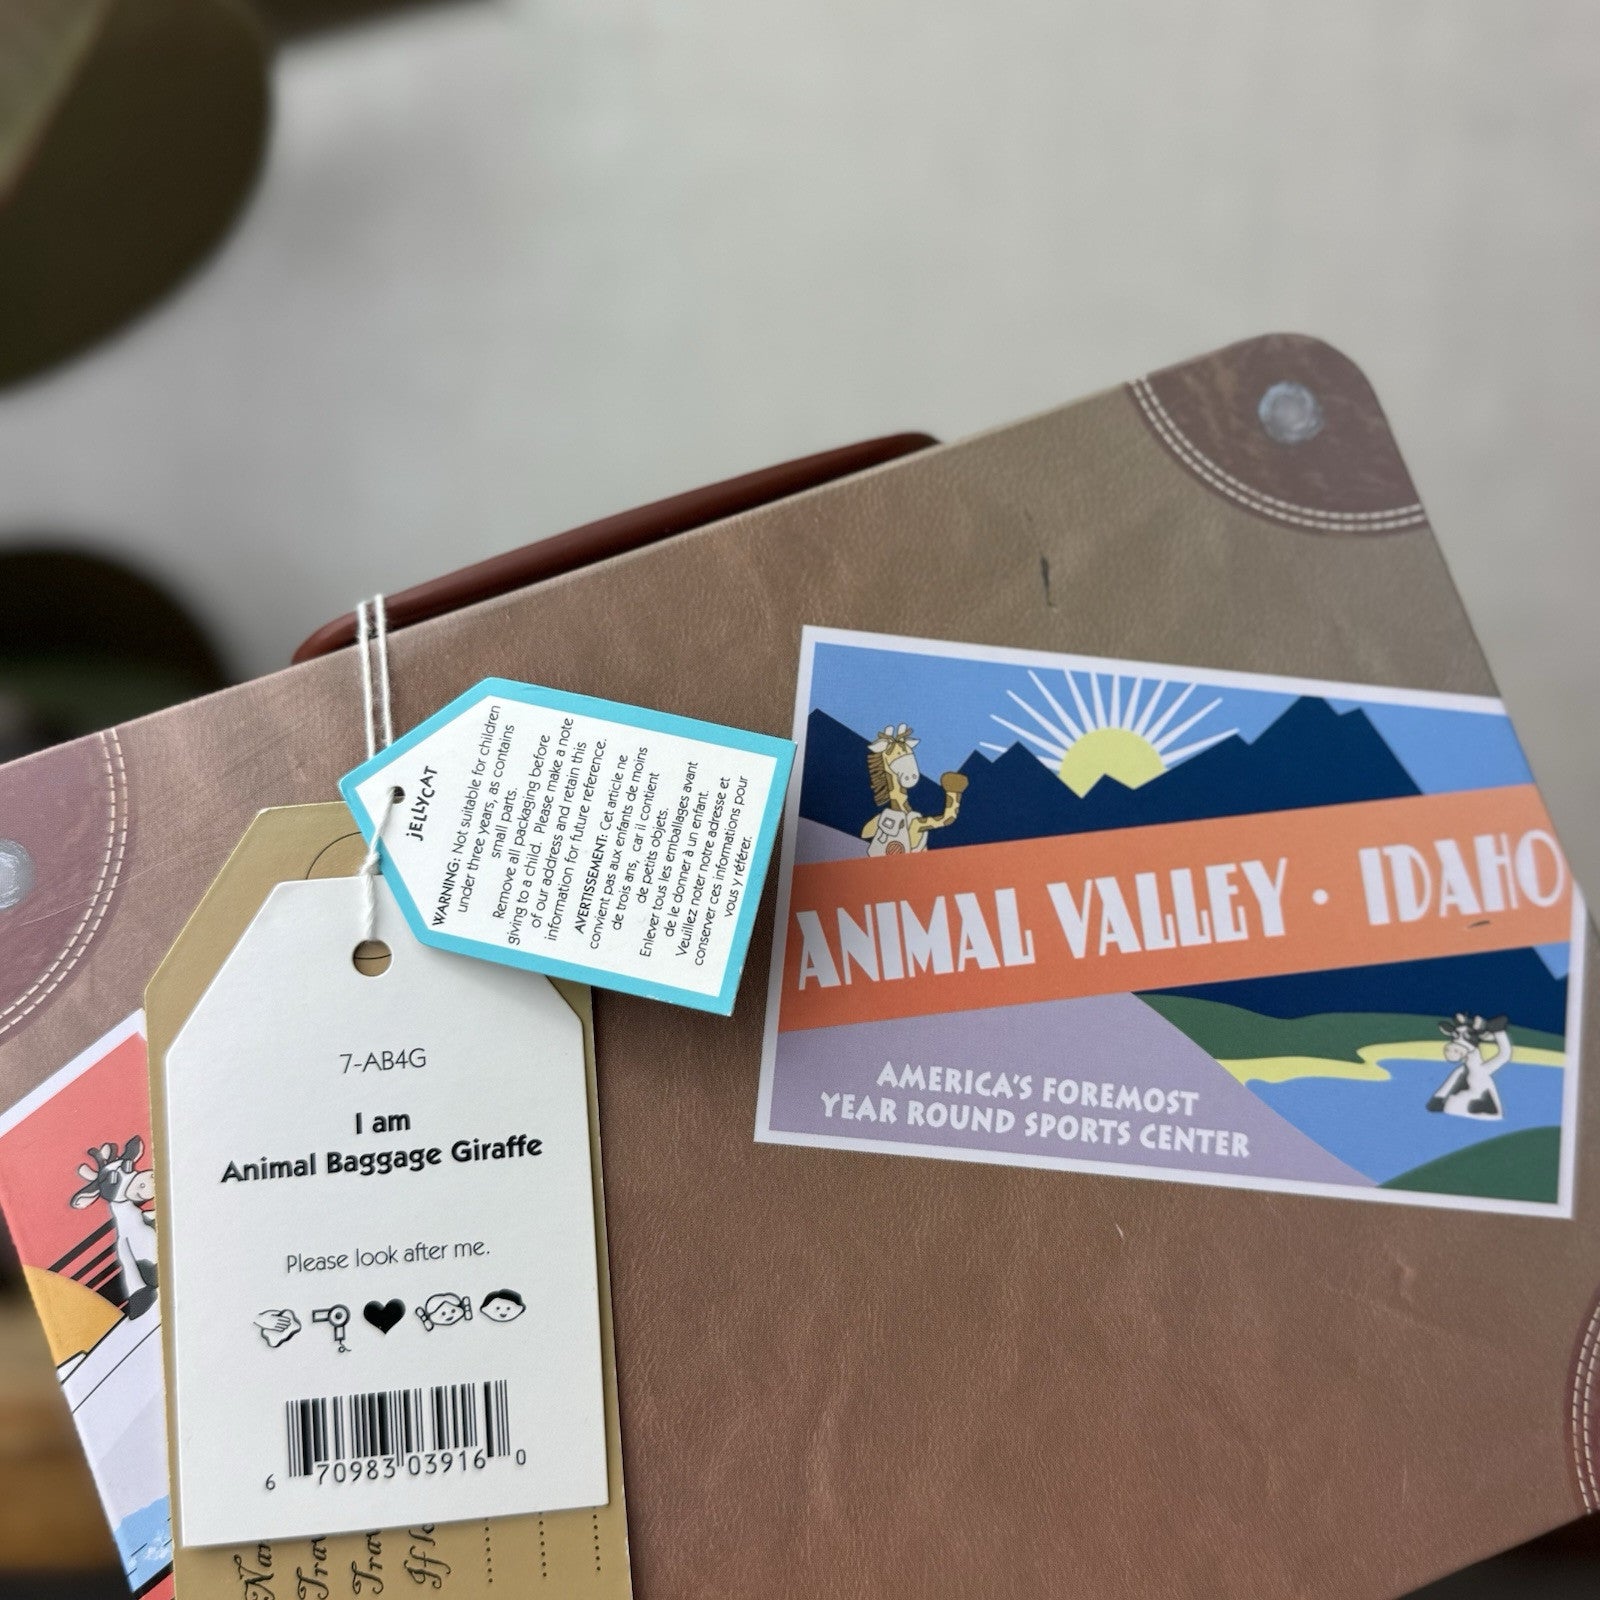 jELLYCAT
WARNING: Not suitable for children
under three years, as contains
small parts.
Remove all packaging before
giving to a child. Please make a note
of our address and retain this
information for future reference.
AVERTISSEMENT: Cet article ne
convient pas aux enfants de moins
de trois ans, car il contient
de petits objets.
Enlever tous les emballages avant
de le donner à un enfant.
Veuillez noter notre adresse et
conserver ces informations pour
vous y référer.
ANIMAL VALLEY · IDAHO
AMERICA'S FOREMOST
YEAR ROUND SPORTS CENTER
7-AB4G
I am
Animal Baggage Giraffe
Please look after me.
6 70983 03916 0